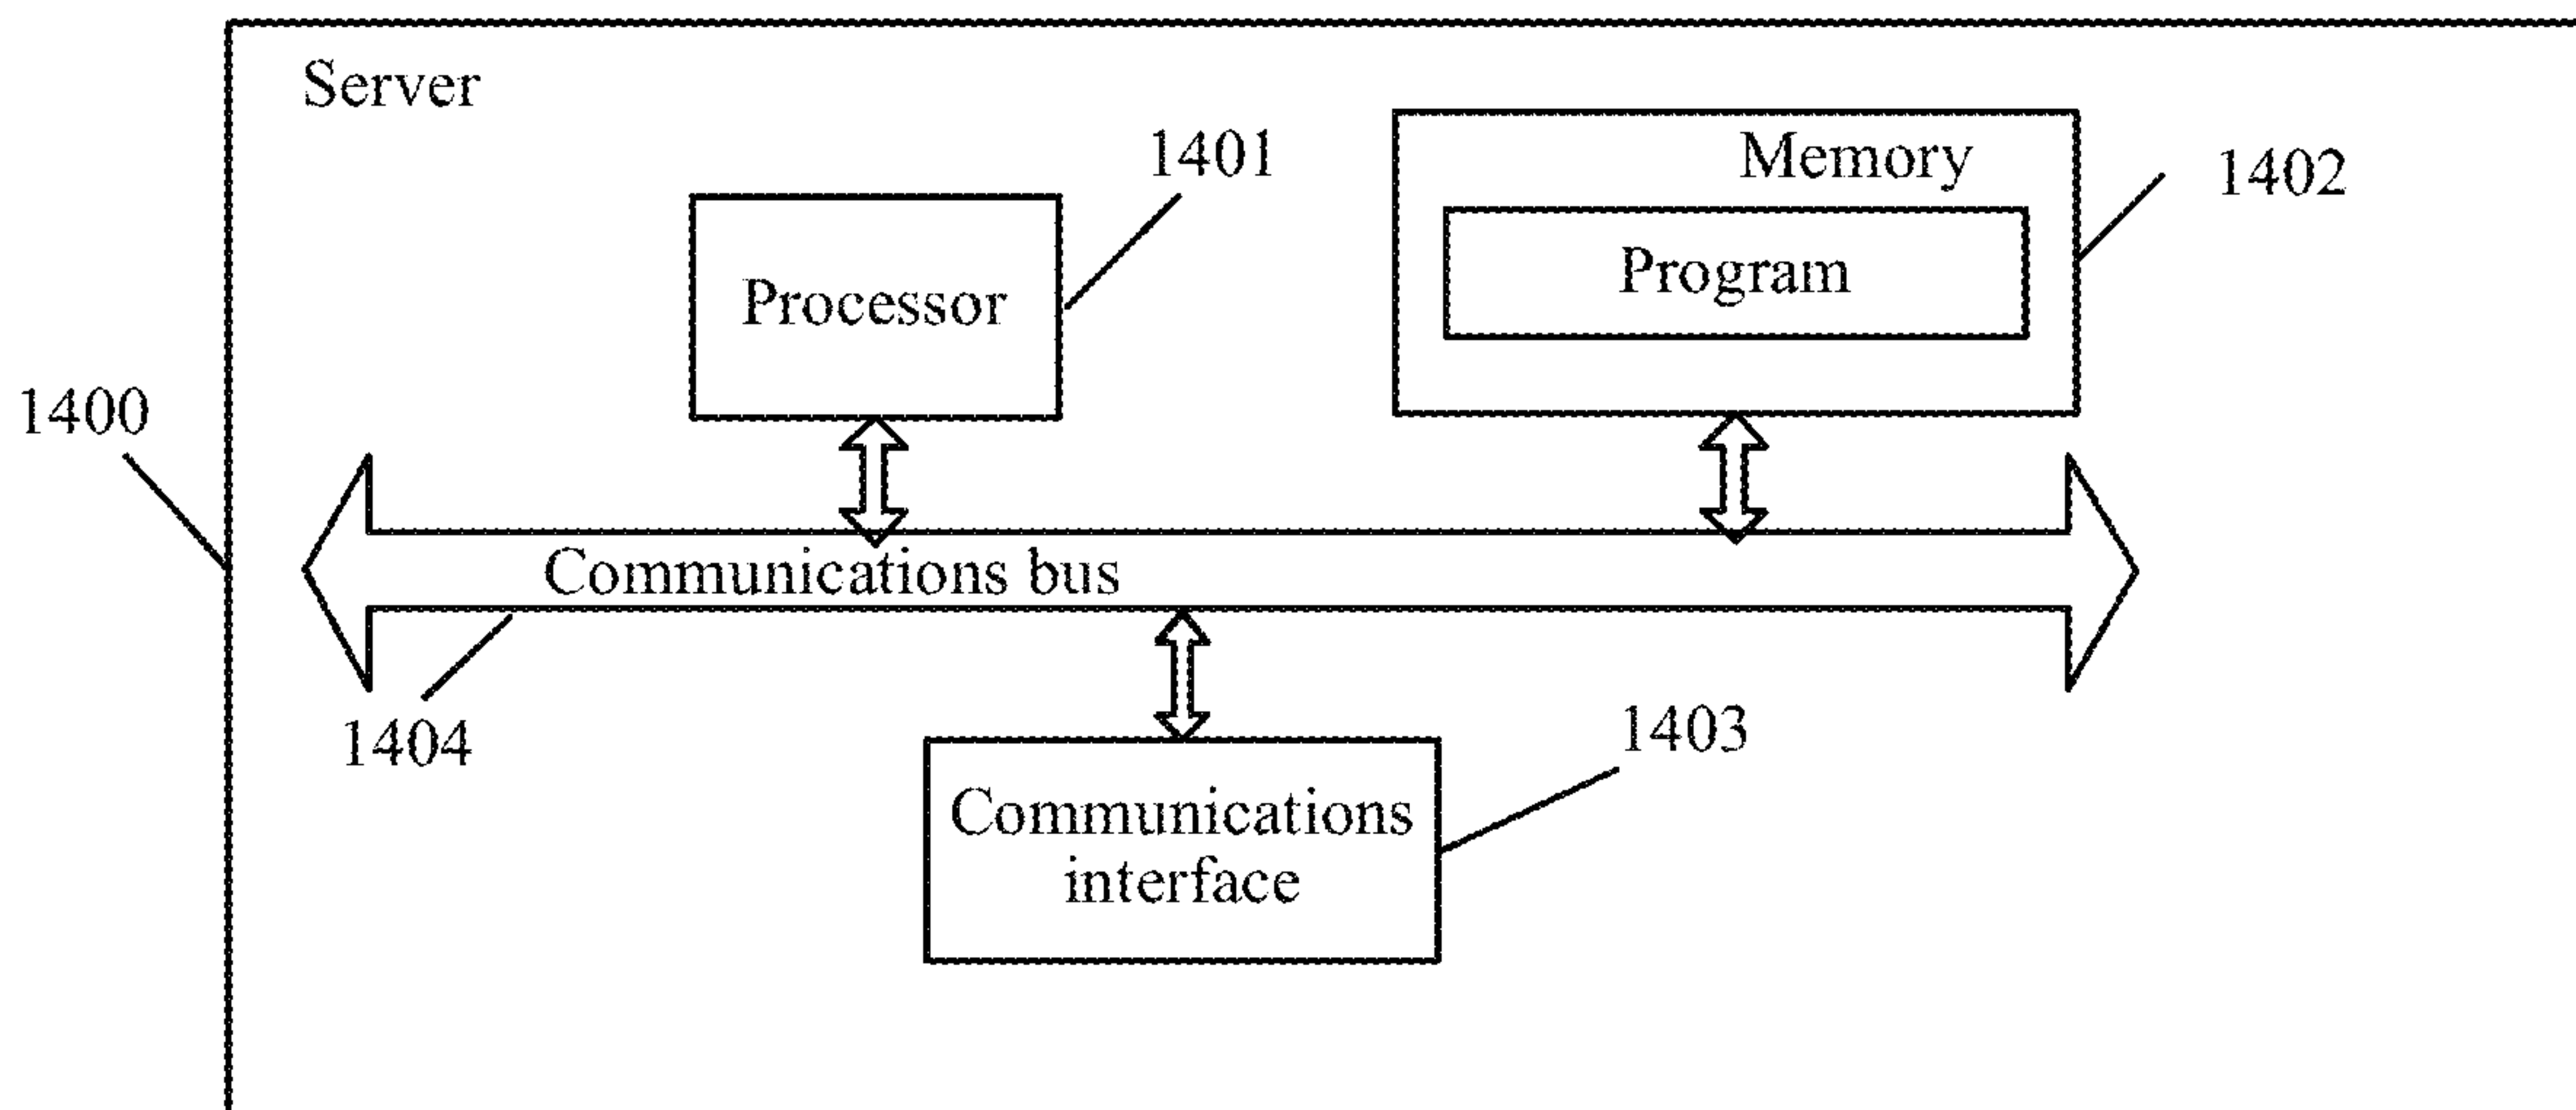 Server
1401
Memory
1402
Program
Processor
1400
Communications bus
1404
1403
Communications
interface